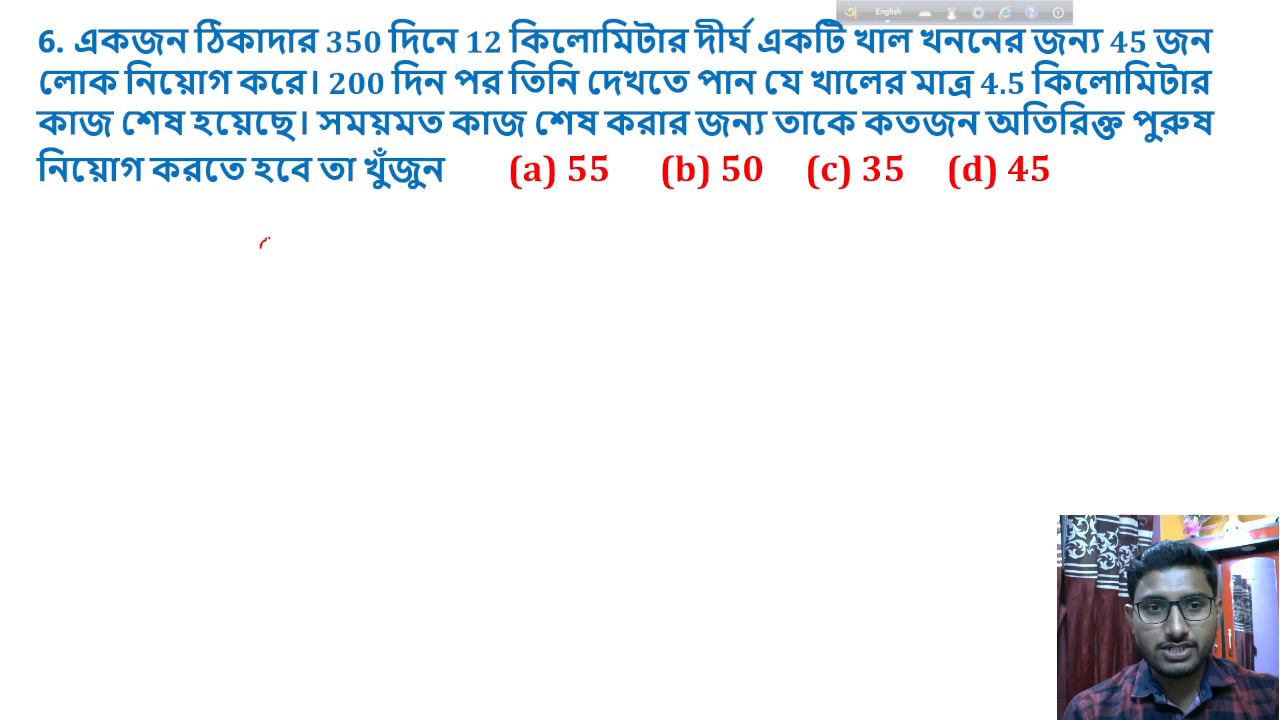 English
6. একজন ঠিকাদার 350 দিনে 12 কিলোমিটার দীর্ঘ একটি খাল খননের জন্য 45 জন
লোক নিয়োগ করে। 200 দিন পর তিনি দেখতে পান যে খালের মাত্র 4.5 কিলোমিটার
কাজ শেষ হয়েছে। সময়মত কাজ শেষ করার জন্য তাকে কতজন অতিরিক্ত পুরুষ
নিয়োগ করতে হবে তা খুঁজুন (a) 55 (b) 50 (c) 35 (d) 45